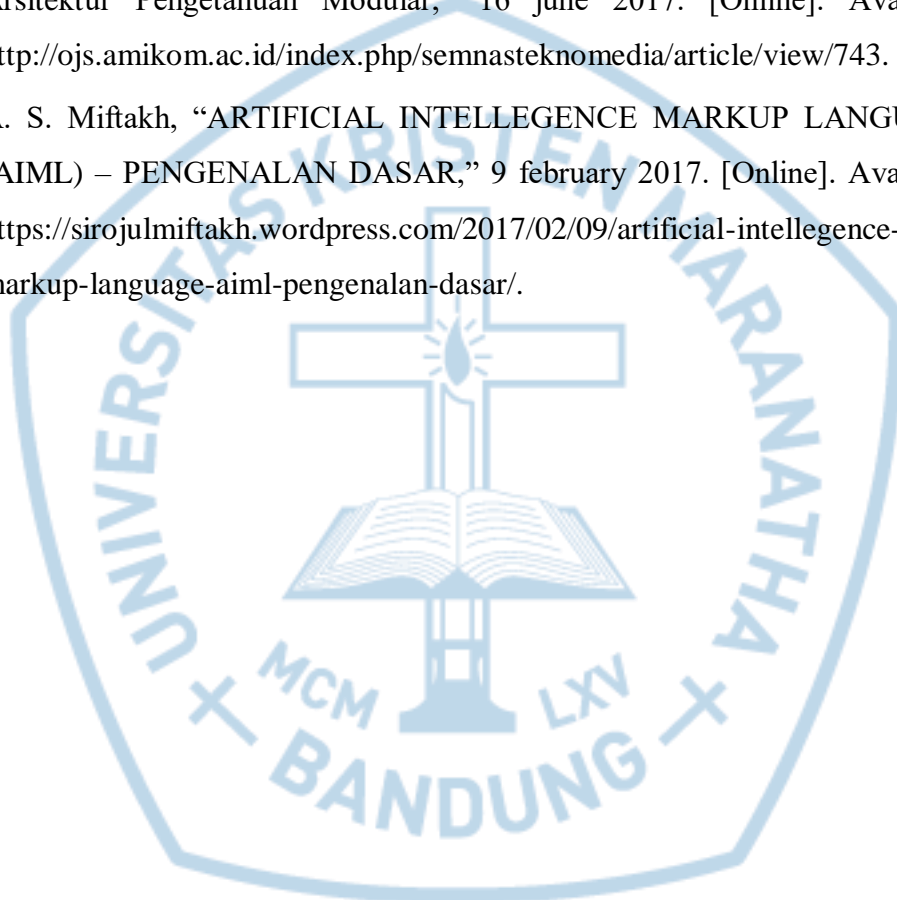 Arsitektur Pengetahuan Modular," 16 june 2017. [Online]. Ava
ttp://ojs.amikom.ac.id/index.php/semnasteknomedia/article/view/743.
A. S. Miftakh, “ARTIFICIAL INTELLEGENCE MARKUP LANGU
AIML) – PENGENALAN DASAR,” 9 february 2017. [Online]. Ava
ttps://sirojulmiftakh.wordpress.com/2017/02/09/artificial-intellegence-
markup-language-aiml-pengenalan-dasar/.
UNIVERSITAS KRISTEN MARANATHA
MCM LXV
BANDUNG